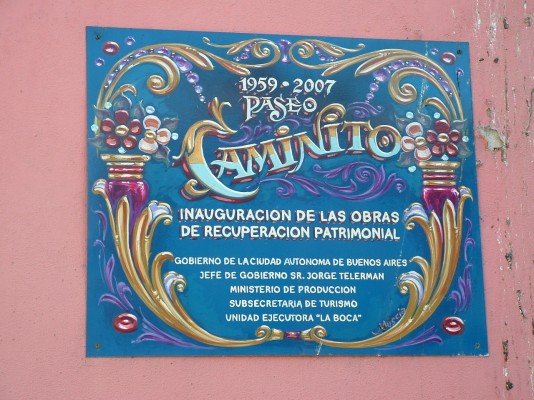 1959 • 2007
PASEO
CAMINITO
INAUGURACION DE LAS OBRAS
DE RECUPERACION PATRIMONIAL
GOBIERNO DE LA CIUDAD AUTONOMA DE BUENOS AIRES
JEFE DE GOBIERNO SR. JORGE TELERMAN
MINISTERIO DE PRODUCCION
SUBSECRETARIA DE TURISMO
UNIDAD EJECUTORA "LA BOCA"